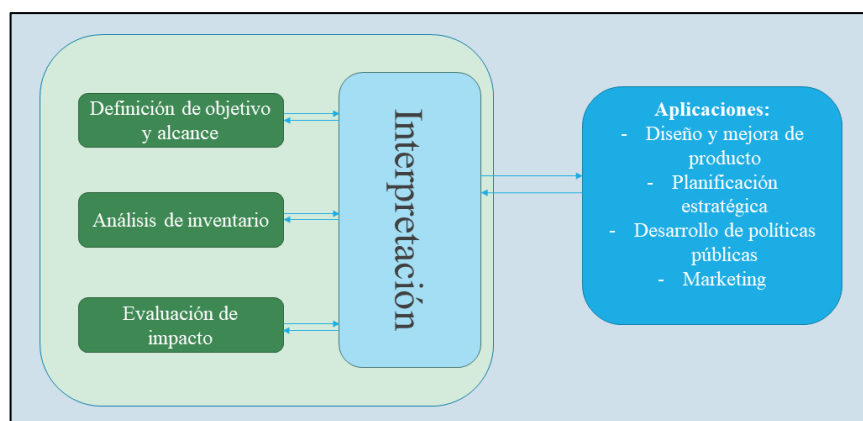 Definición de objetivo
y alcance
Análisis de inventario
Evaluación de
impacto
Interpretación
Aplicaciones:
- Diseño y mejora de
producto
- Planificación
estratégica
- Desarrollo de políticas
públicas
- Marketing